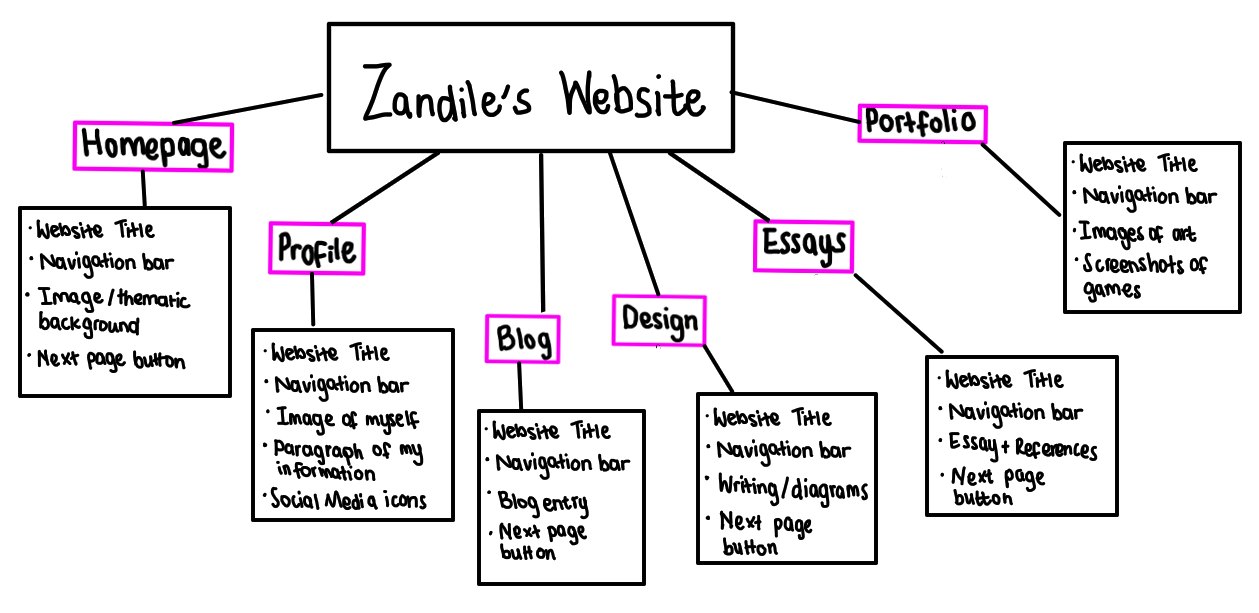 Zandile's Website
Homepage
• Website Title
• Navigation bar
• Image/thematic
background
• Next page button
Profile
• Website Title
• Navigation bar
• Image of myself
• Paragraph of my
information
• Social Media icons
Blog
• Website Title
• Navigation bar
• Blog entry
• Next page
button
Design
• Website Title
• Navigation bar
• Writing/diagrams
• Next page
button
Essays
• Website Title
• Navigation bar
• Essay + References
• Next page
button
Portfolio
• Website Title
• Navigation bar
• Images of art
• Screenshots of
games